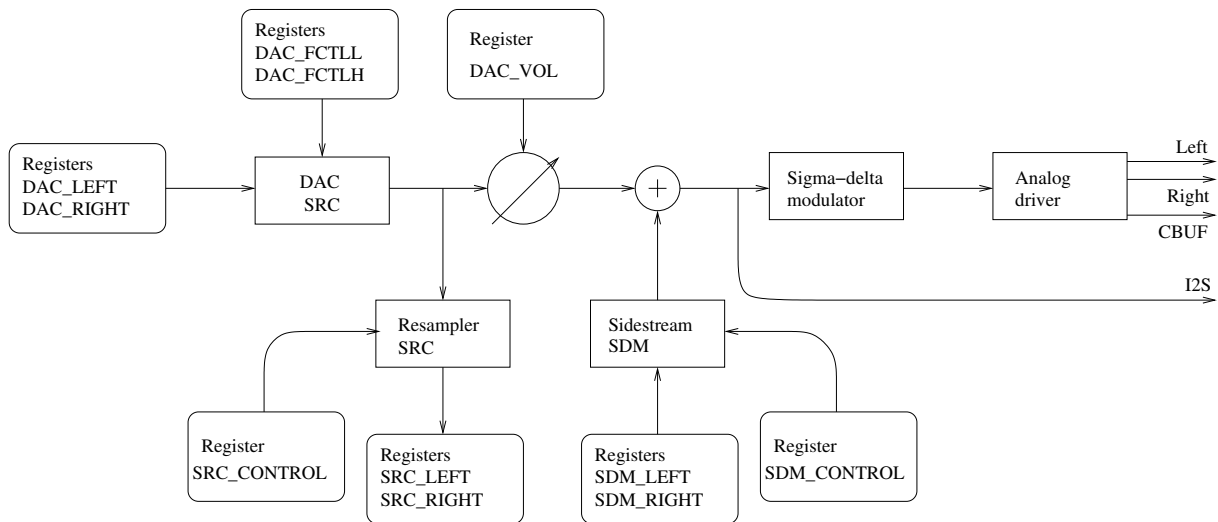 Registers
DAC_FCTLL
DAC_FCTLH
Register
DAC_VOL
Registers
DAC_LEFT
DAC_RIGHT
DAC
SRC
+
Sigma−delta
modulator
Analog
driver
Left
Right
CBUF
I2S
Resampler
SRC
Sidestream
SDM
Register
SRC_CONTROL
Registers
SRC_LEFT
SRC_RIGHT
Registers
SDM_LEFT
SDM_RIGHT
Register
SDM_CONTROL